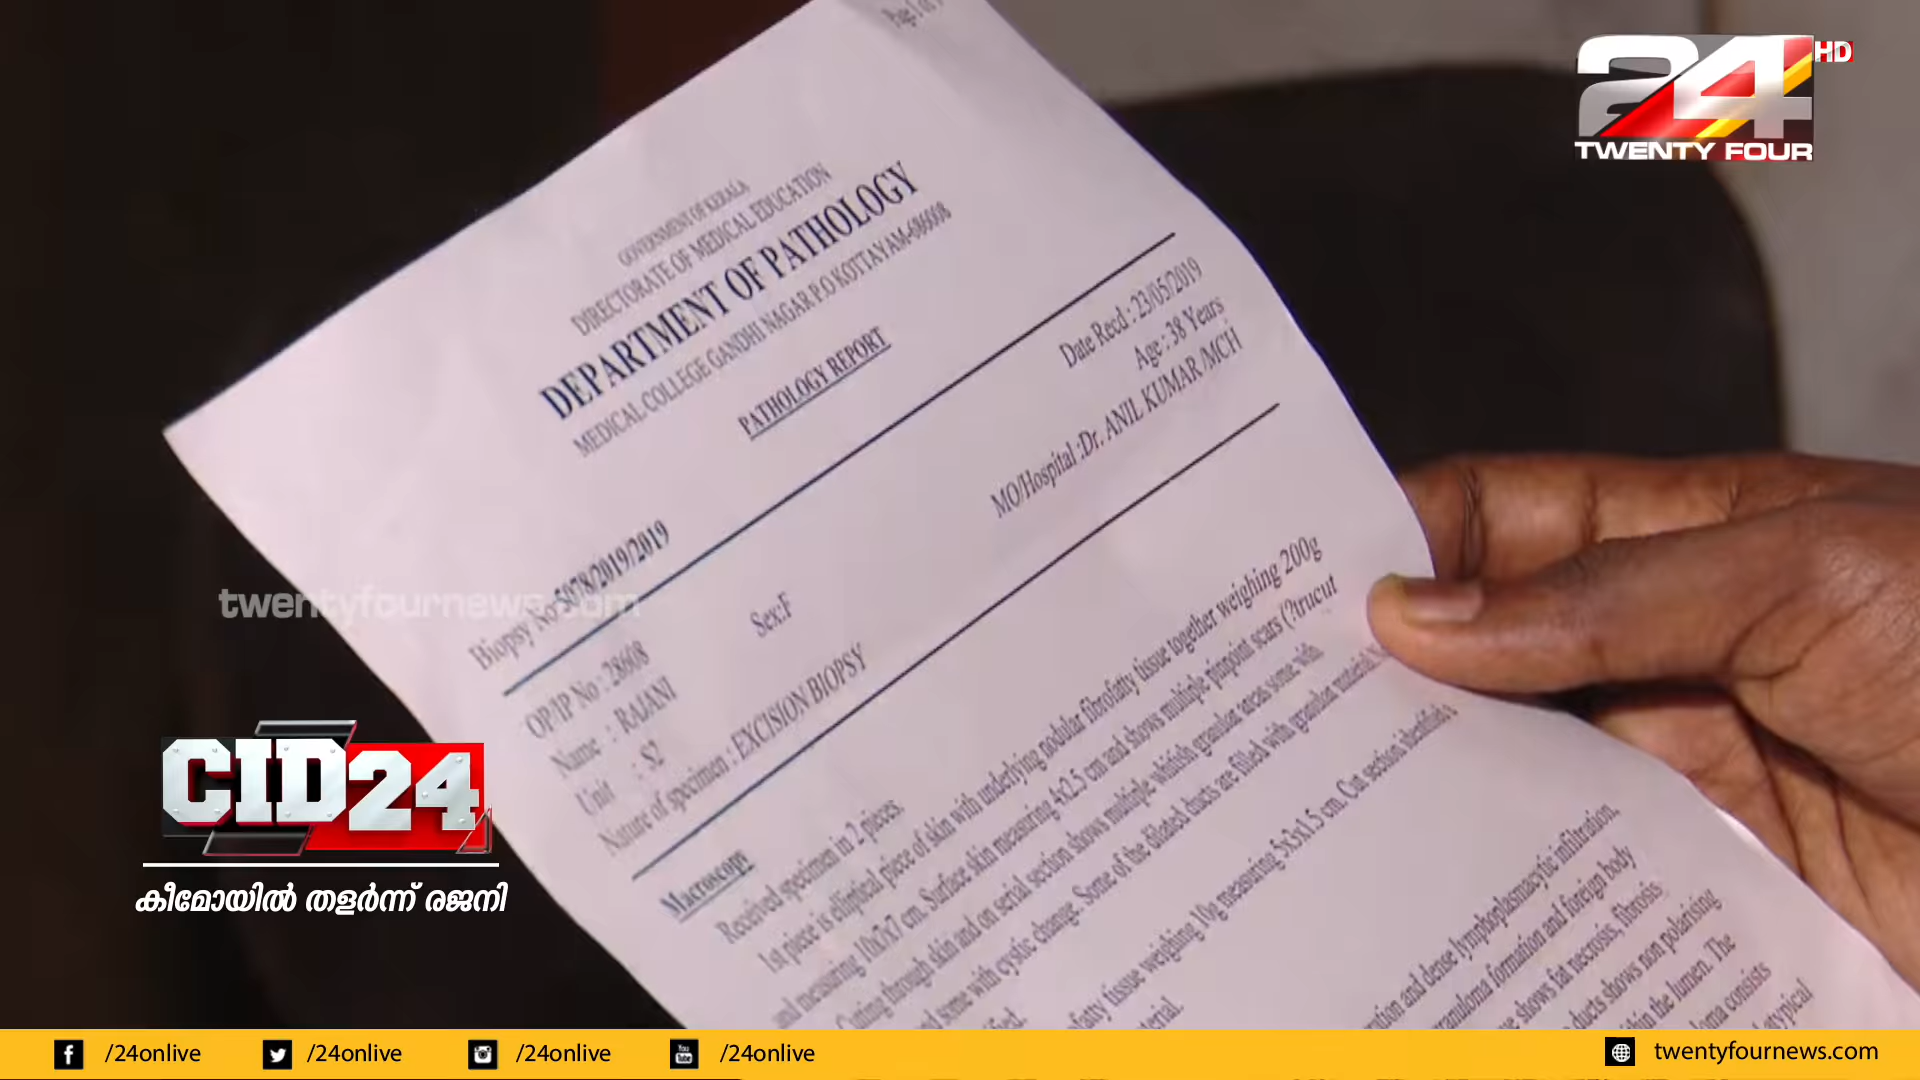 Page 1 of
24 HD
TWENTY FOUR
GOVERNMENT OF KERALA
DIRECTORATE OF MEDICAL EDUCATION
DEPARTMENT OF PATHOLOGY
MEDICAL COLLEGE GANDHI NAGAR P.O KOTTAYAM-686008
PATHOLOGY REPORT
Biopsy No:5078/2019/2019
Date Recd : 23/05/2019
OP/IP No : 28608
Sex:F
Age : 38 Years
Name : RAJANI
MO/Hospital :Dr. ANIL KUMAR /MCH
Unit : S2
Nature of specimen : EXCISION BIOPSY
Macroscopy
Received specimen in 2 pieces.
1st piece is elliptical piece of skin with underlying nodular fibrofatty tissue together weighing 200g
and measuring 10x7x7 cm. Surface skin measuring 4x2.5 cm and shows multiple pinpoint scars (?trucut
Cutting through skin and on serial section shows multiple whitish granular areas some with
some with cystic change. Some of the dilated ducts are filled with granular material
fatty tissue weighing 10g measuring 5x3x1.5 cm. Cut section identified
and dense lymphoplasmacytic infiltration.
granuloma formation and foreign body
shows fat necrosis, fibrosis
ducts shows non polarising
within the lumen. The
consists
atypical
twentyfournews.com
CID24
കീമോയിൽ തളർന്ന് രജനി
/24onlive /24onlive /24onlive /24onlive twentyfournews.com